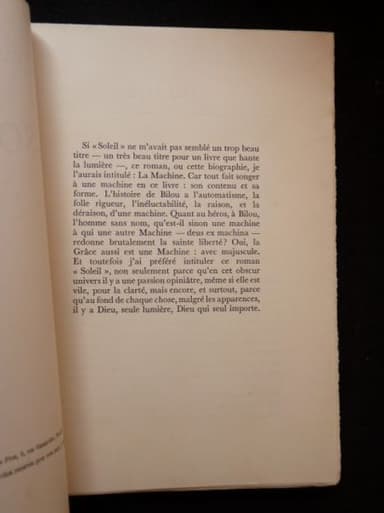 Si « Soleil » ne m'avait pas semblé un trop beau
titre — un très beau titre pour un livre que hante
la lumière —, ce roman, ou cette biographie, je
l'aurais intitulé : La Machine. Car tout fait songer
à une machine en ce livre : son contenu et sa
forme. L'histoire de Bilou a l'automatisme, la
folle rigueur, l'inéluctabilité, la raison, et la
déraison, d'une machine. Quant au héros, à Bilou,
l'homme sans nom, qu'est-il sinon une machine
à qui une autre Machine — deus ex machina —
redonne brutalement la sainte liberté? Oui, la
Grâce aussi est une Machine : avec majuscule.
Et toutefois j'ai préféré intituler ce roman
« Soleil », non seulement parce qu'en cet obscur
univers il y a une passion opiniâtre, même si elle est
vile, pour la clarté, mais encore, et surtout, parce
qu'au fond de chaque chose, malgré les apparences,
il y a Dieu, seule lumière, Dieu qui seul importe.